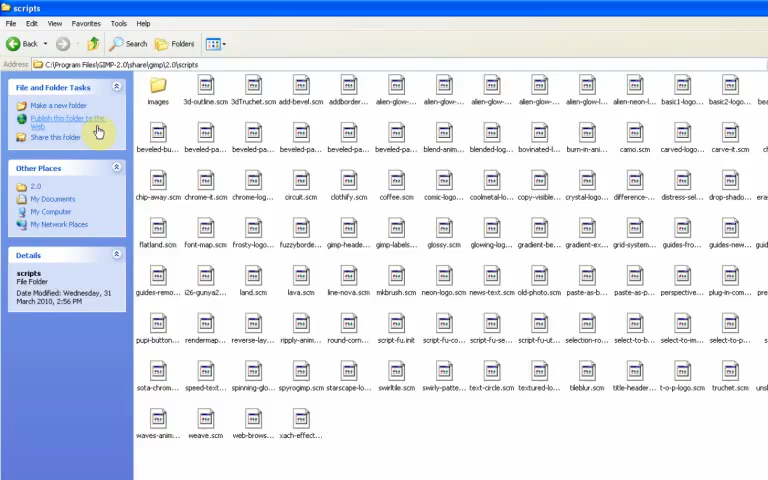 scripts
File Edit View Favorites Tools Help
Back Search Folders
Address C:\Program Files\GIMP-2.0\share\gimp\2.0\scripts
File and Folder Tasks
Make a new folder
Publish this folder to the
Web
Share this folder
Other Places
2.0
My Documents
My Computer
My Network Places
Details
scripts
File Folder
Date Modified: Wednesday, 31
March 2010, 2:56 PM
images 3d-outline.scm 3dTruchet.scm add-bevel.scm addborder... alien-glow-... alien-glow-... alien-glow-... alien-glow-l... alien-neon-l... basic1-logo... basic2-logo...
beveled-bu... beveled-pa... beveled-pa... beveled-pa... beveled-pa... beveled-pa... blend-anim... blended-log... bovinated-l... burn-in-ani... camo.scm carved-logo... carve-it.scm
chip-away.scm chrome-it.scm chrome-log... circuit.scm clothify.scm coffee.scm comic-logo... coolmetal-lo... copy-visible... crystal-logo... difference-... distress-sel... drop-shado...
flatland.scm font-map.scm frosty-logo... fuzzyborde... gimp-heade... gimp-labels... glossy.scm glowing-log... gradient-be... gradient-ex... grid-system... guides-fro... guides-new...
guides-remo... i26-gunya2... land.scm lava.scm line-nova.scm mkbrush.scm neon-logo.scm news-text.scm old-photo.scm paste-as-b... paste-as-p... perspective... plug-in-com...
pupi-button... rendermap... reverse-lay... ripply-anim... round-corn... script-fu.init script-fu-co... script-fu-se... script-fu-ut... selection-ro... select-to-b... select-to-im... select-to-p...
sota-chrom... speed-text... spinning-glo... spyrogimp.scm starscape-lo... swirltile.scm swirly-patte... text-circle.scm textured-lo... tileblur.scm title-header... t-o-p-logo.scm truchet.scm
waves-anim... weave.scm web-brows... xach-effect...